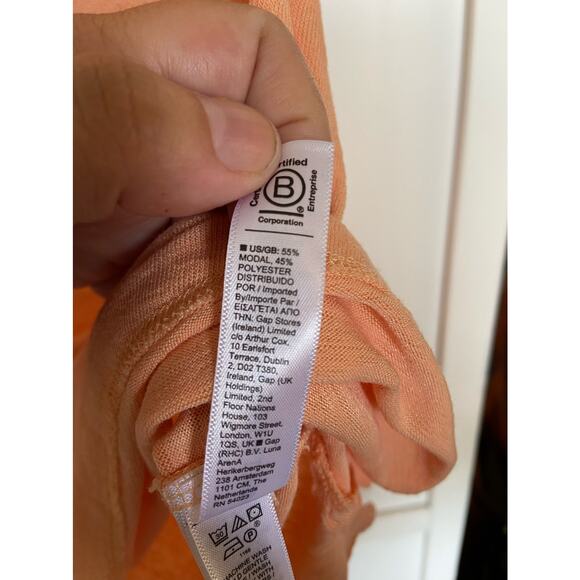 Certified
B
®
Corporation
Entreprise
■ US/GB: 55%
MODAL, 45%
POLYESTER
DISTRIBUIDO
POR / Imported
By/Importe Par /
ΕΙΣΑΓΕΤΑΙ ΑΠΟ
ΤΗΝ: Gap Stores
(Ireland) Limited
c/o Arthur Cox,
10 Earlsfort
Terrace, Dublin
2, D02 T380,
Ireland, Gap (UK
Holdings)
Limited, 2nd
Floor Nations
House, 103
Wigmore Street,
London, W1U
1QS, UK ■ Gap
(RHC) B.V. Luna
ArenA
Herikerbergweg
238 Amsterdam
1101 CM, The
Netherlands
RN 54023
30
P
MACHINE WASH
GENTLE
WITH